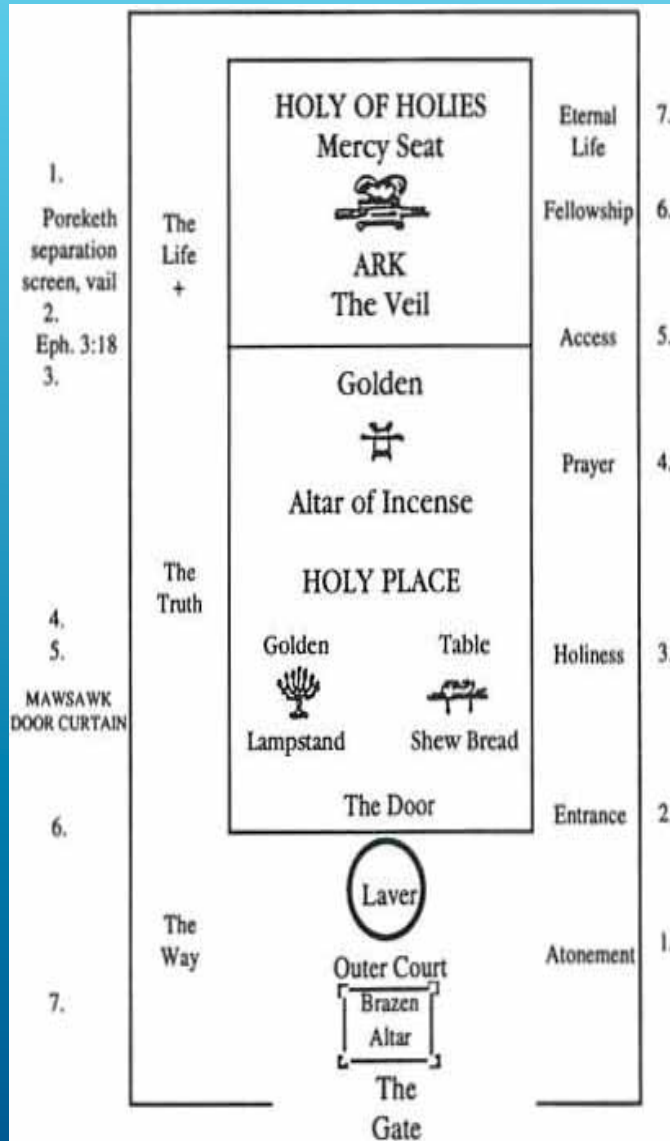 1.
Poreketh
separation
screen, vail
2.
Eph. 3:18
3.
4.
5.
MAWSAWK
DOOR CURTAIN
6.
7.
The
Life
+
The
Truth
The
Way
HOLY OF HOLIES
Mercy Seat
ARK
The Veil
Golden
Altar of Incense
HOLY PLACE
Golden
Lampstand
Table
Shew Bread
The Door
Laver
Outer Court
Brazen
Altar
The
Gate
Eternal
Life
7.
Fellowship
6.
Access
5.
Prayer
4.
Holiness
3.
Entrance
2.
Atonement
1.